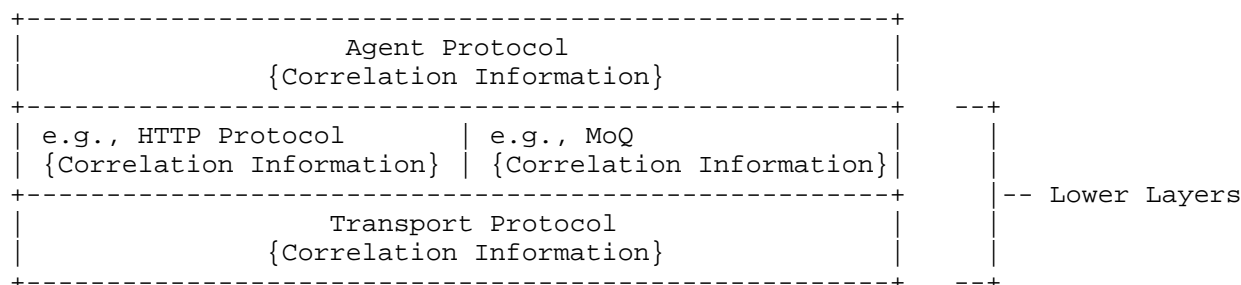 +-------------------------------------------------------+
|                    Agent Protocol                     |
|               {Correlation Information}               |
+-------------------------------------------------------+   --+
| e.g., HTTP Protocol       | e.g., MoQ                 |     |
| {Correlation Information} | {Correlation Information}|     |
+-------------------------------------------------------+     |-- Lower Layers
|                   Transport Protocol                  |     |
|               {Correlation Information}               |     |
+-------------------------------------------------------+   --+